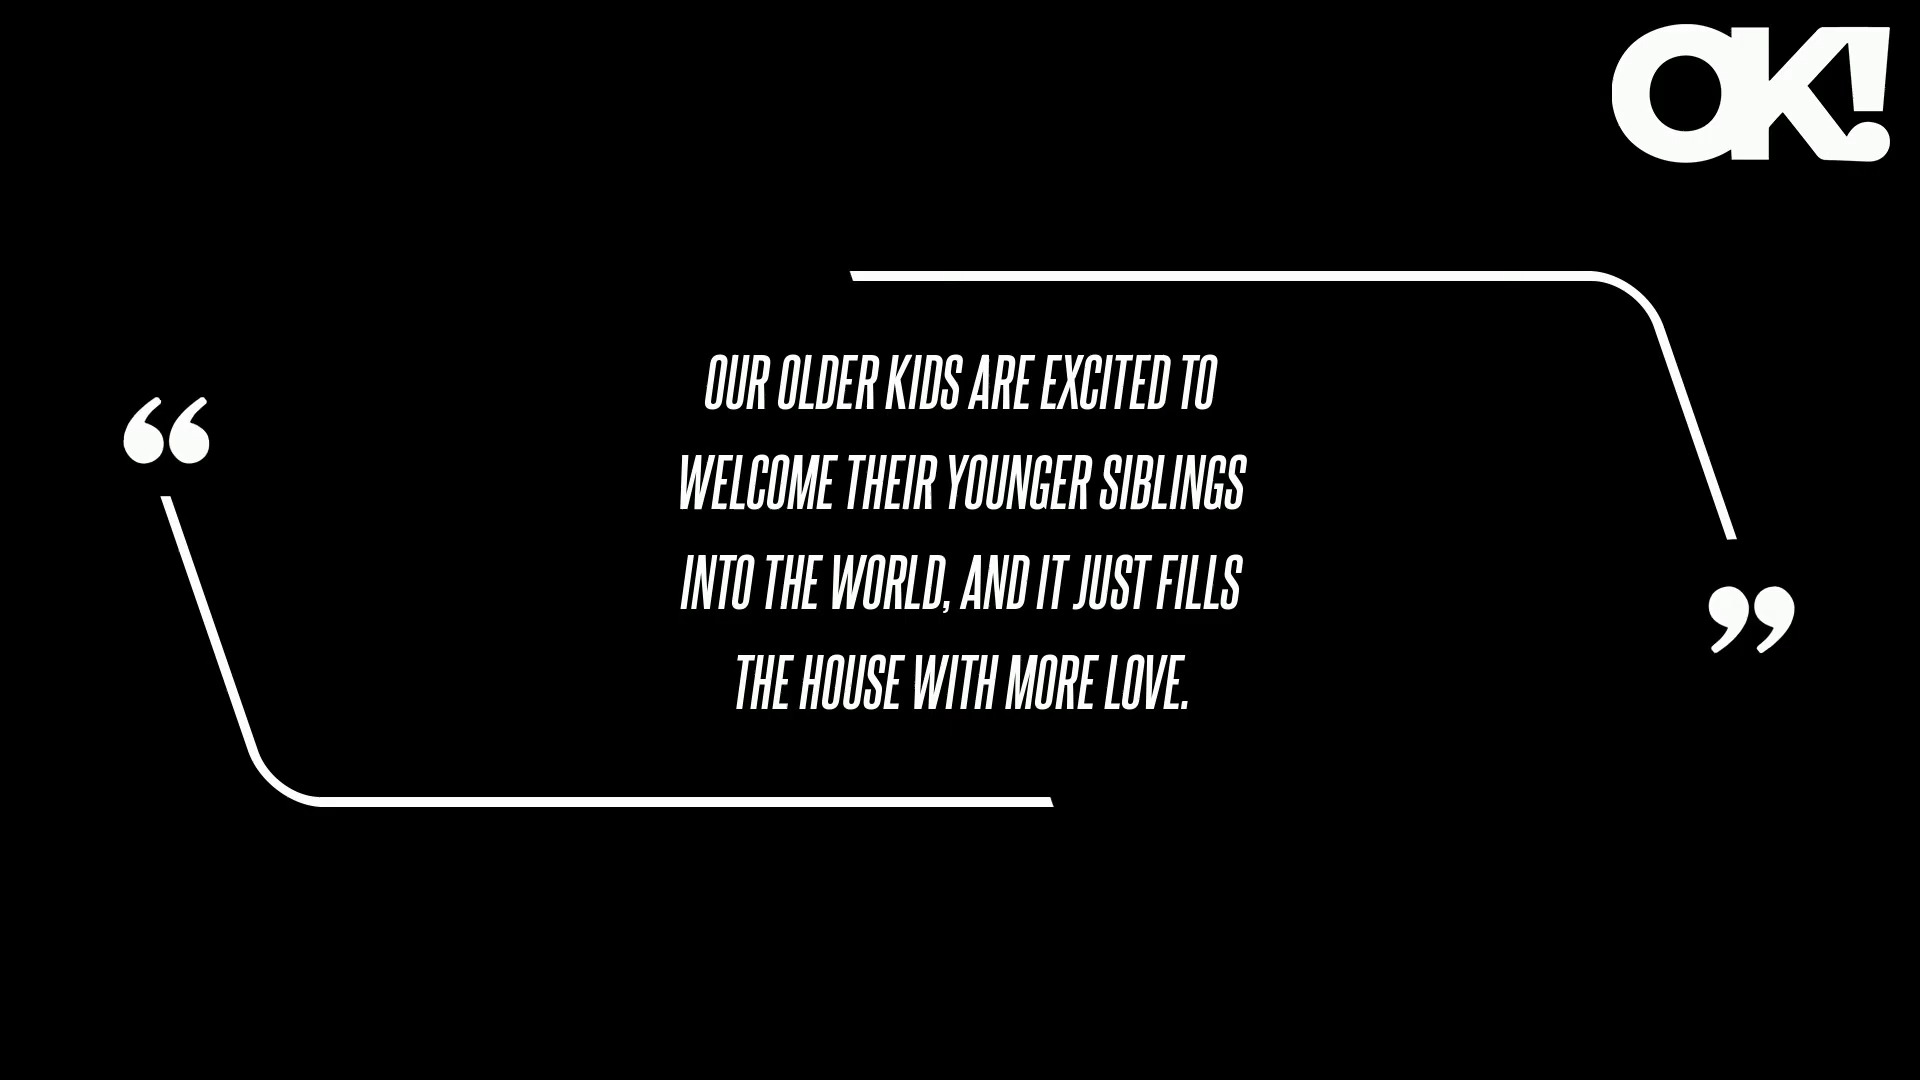 OK!
OUR OLDER KIDS ARE EXCITED TO
WELCOME THEIR YOUNGER SIBLINGS
INTO THE WORLD, AND IT JUST FILLS
THE HOUSE WITH MORE LOVE.